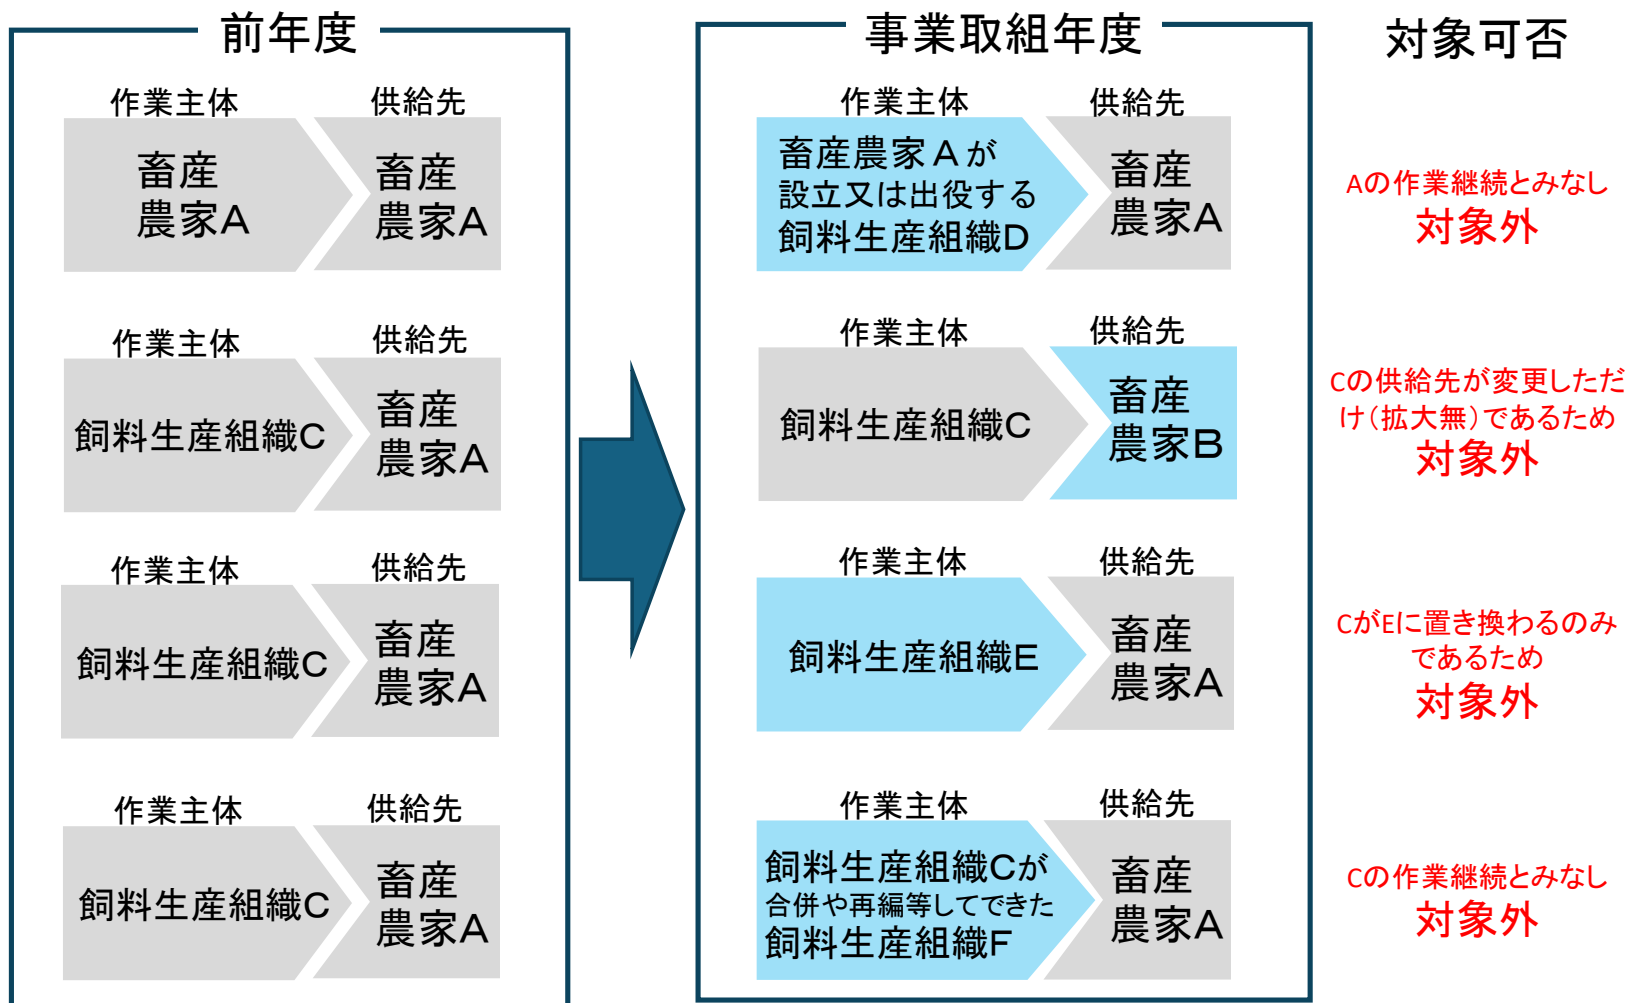 前年度
作業主体
供給先
畜産
農家A
畜産
農家A
作業主体
供給先
飼料生産組織C
畜産
農家A
作業主体
供給先
飼料生産組織C
畜産
農家A
作業主体
供給先
飼料生産組織C
畜産
農家A
事業取組年度
対象可否
作業主体
供給先
畜産農家Aが
設立又は出役する
飼料生産組織D
畜産
農家A
Aの作業継続とみなし
対象外
作業主体
供給先
飼料生産組織C
畜産
農家B
Cの供給先が変更しただ
け(拡大無)であるため
対象外
作業主体
供給先
飼料生産組織E
畜産
農家A
CがEに置き換わるのみ
であるため
対象外
作業主体
供給先
飼料生産組織Cが
合併や再編等してできた
飼料生産組織F
畜産
農家A
Cの作業継続とみなし
対象外